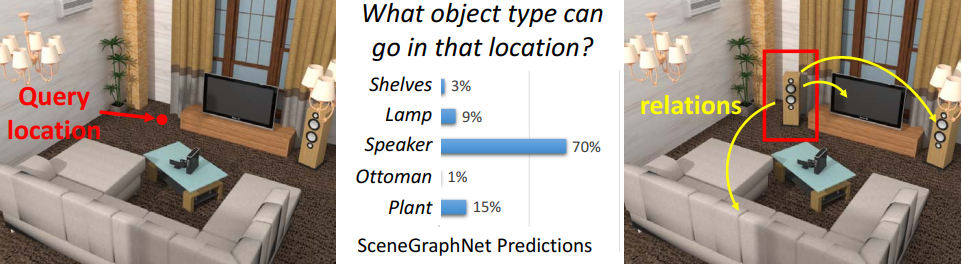 Query
location
What object type can
go in that location?
Shelves 3%
Lamp 9%
Speaker 70%
Ottoman 1%
Plant 15%
SceneGraphNet Predictions
relations